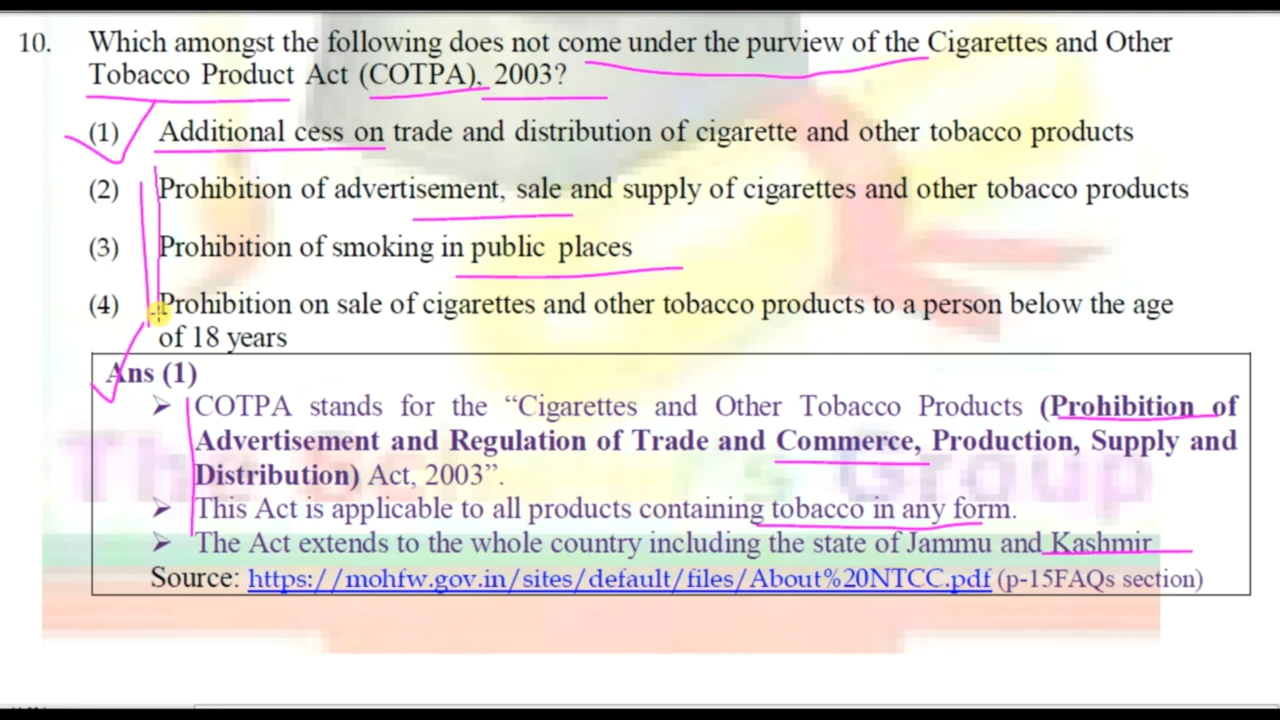 10. Which amongst the following does not come under the purview of the Cigarettes and Other
Tobacco Product Act (COTPA), 2003?
(1) Additional cess on trade and distribution of cigarette and other tobacco products
(2) Prohibition of advertisement, sale and supply of cigarettes and other tobacco products
(3) Prohibition of smoking in public places
(4) Prohibition on sale of cigarettes and other tobacco products to a person below the age
of 18 years
Ans (1)
➤ COTPA stands for the “Cigarettes and Other Tobacco Products (Prohibition of
Advertisement and Regulation of Trade and Commerce, Production, Supply and
Distribution) Act, 2003”.
➤ This Act is applicable to all products containing tobacco in any form.
➤ The Act extends to the whole country including the state of Jammu and Kashmir
Source: https://mohfw.gov.in/sites/default/files/About%20NTCC.pdf (p-15FAQs section)